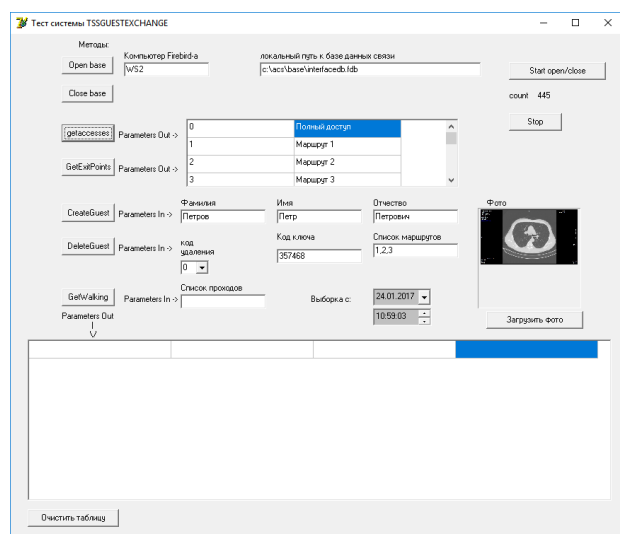 Тест системы TSSGUESTEXCHANGE
Методы:
Open base
Компьютер Firebird-а
WS2
локальный путь к базе данных связи
c:\acs\base\interfacedb.fdb
Start open/close
Close base
count 445
Stop
getaccesses Parameters Out ->
0 Полный доступ
1 Маршрут 1
GetExitPoints Parameters Out ->
2 Маршрут 2
3 Маршрут 3
Фамилия Имя Отчество Фото
CreateGuest Parameters In -> Петров Петр Петрович
DeleteGuest Parameters In -> код удаления
0
Код ключа
357468
Список маршрутов
1,2,3
GetWalking Parameters In -> Список проходов
Выборка с: 24.01.2017
10:59:03
Загрузить фото
Parameters Out
Очистить таблицу